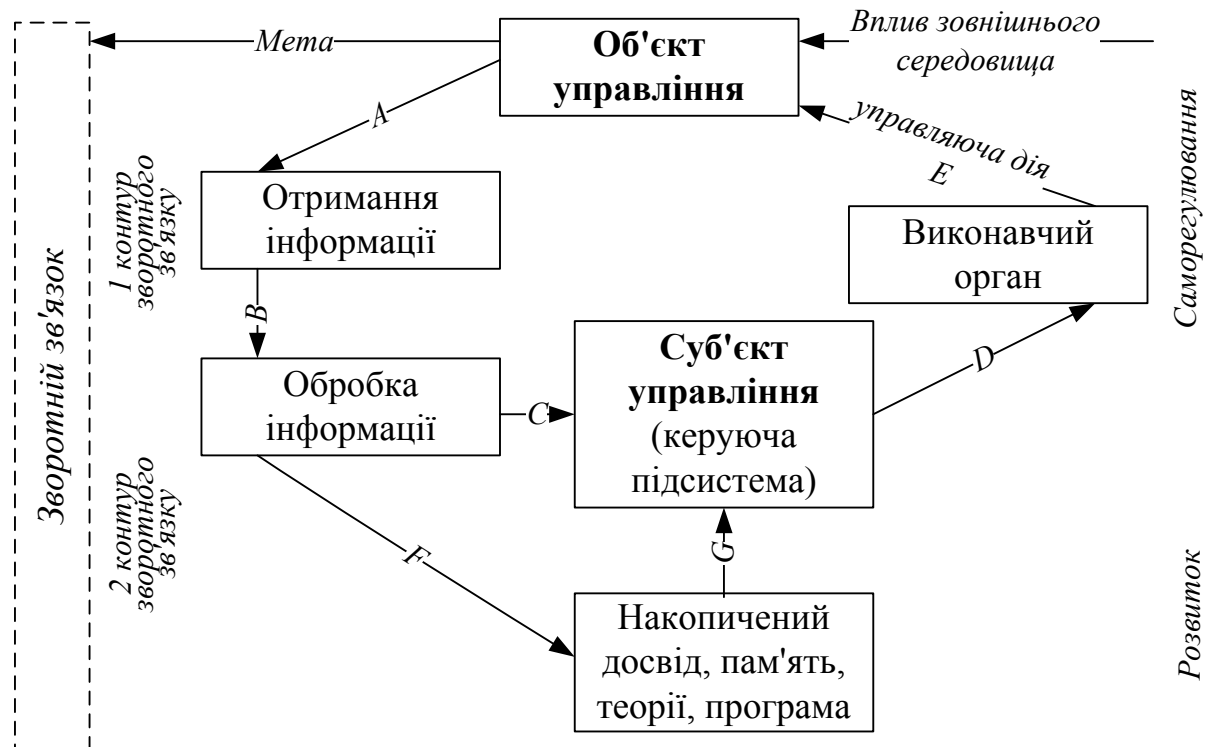 Мета
Об'єкт
управління
Вплив зовнішнього
середовища
A
управляюча дія
E
1 контур
зворотного
зв'язку
Отримання
інформації
Виконавчий
орган
Саморегулювання
Зворотній зв'язок
B
Обробка
інформації
C
Суб'єкт
управління
(керуюча
підсистема)
D
2 контур
зворотного
зв'язку
F
G
Накопичений
досвід, пам'ять,
теорії, програма
Розвиток